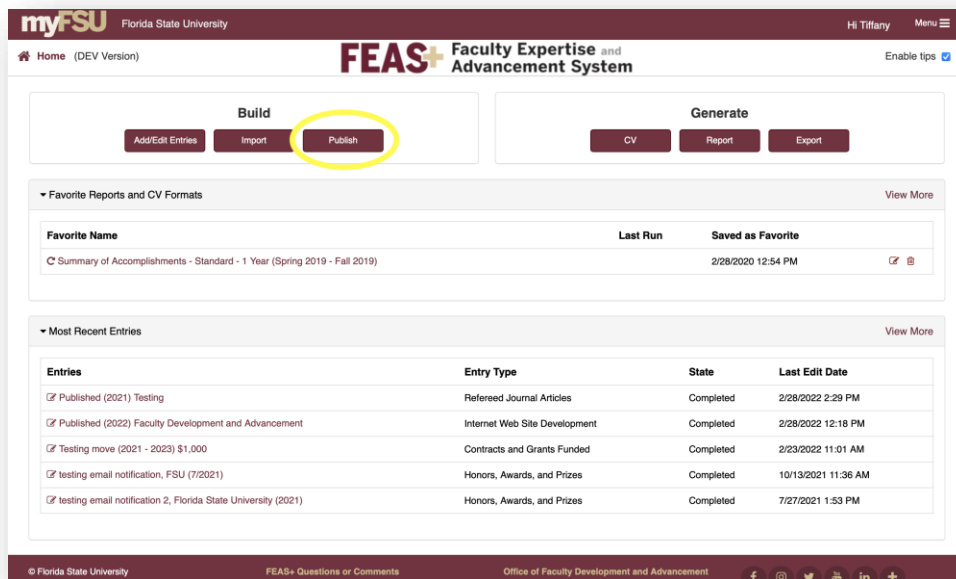 myFSU Florida State University Hi Tiffany Menu
Home (DEV Version) FEAS+ Faculty Expertise and Advancement System Enable tips
Build Generate
Add/Edit Entries Import Publish CV Report Export
Favorite Reports and CV Formats View More
Favorite Name Last Run Saved as Favorite
Summary of Accomplishments - Standard - 1 Year (Spring 2019 - Fall 2019) 2/28/2020 12:54 PM
Most Recent Entries View More
Entries Entry Type State Last Edit Date
Published (2021) Testing Refereed Journal Articles Completed 2/28/2022 2:29 PM
Published (2022) Faculty Development and Advancement Internet Web Site Development Completed 2/28/2022 12:18 PM
Testing move (2021 - 2023) $1,000 Contracts and Grants Funded Completed 2/23/2022 11:01 AM
testing email notification, FSU (7/2021) Honors, Awards, and Prizes Completed 10/13/2021 11:36 AM
testing email notification 2, Florida State University (2021) Honors, Awards, and Prizes Completed 7/27/2021 1:53 PM
© Florida State University FEAS+ Questions or Comments Office of Faculty Development and Advancement